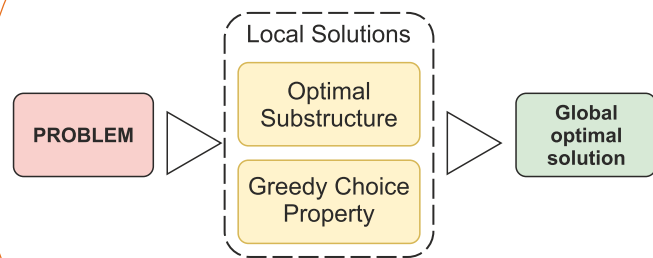 Local Solutions
PROBLEM
Optimal
Substructure
Greedy Choice
Property
Global
optimal
solution